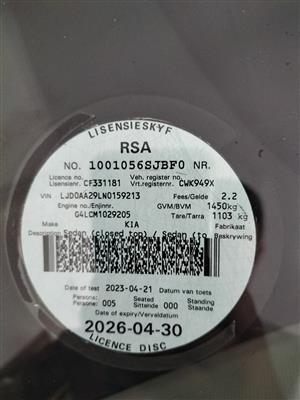 LISENSIESKYF
RSA
NO. 1001056SJBF0 NR.
Licence no. Veh. register no.
Lisensienr. CF331181 Vrt.registernr. CWK949X
VIN LJD0AA29LN0159213 Fees/Gelde 2.2
Engine no./Enjinnr. GVM/BVM 1450kg
G4LCM1029205 Tare/Tarra 1103 kg
Make KIA Fabrikaat
Description Sedan (closed top) / Sedan (to Beskrywing
Date of test 2023-04-21 Datum van toets
Persons: Seated Standing
Persone: 005 Sittende 000 Staande
Date of expiry/Vervaldatum
2026-04-30
LICENCE DISC